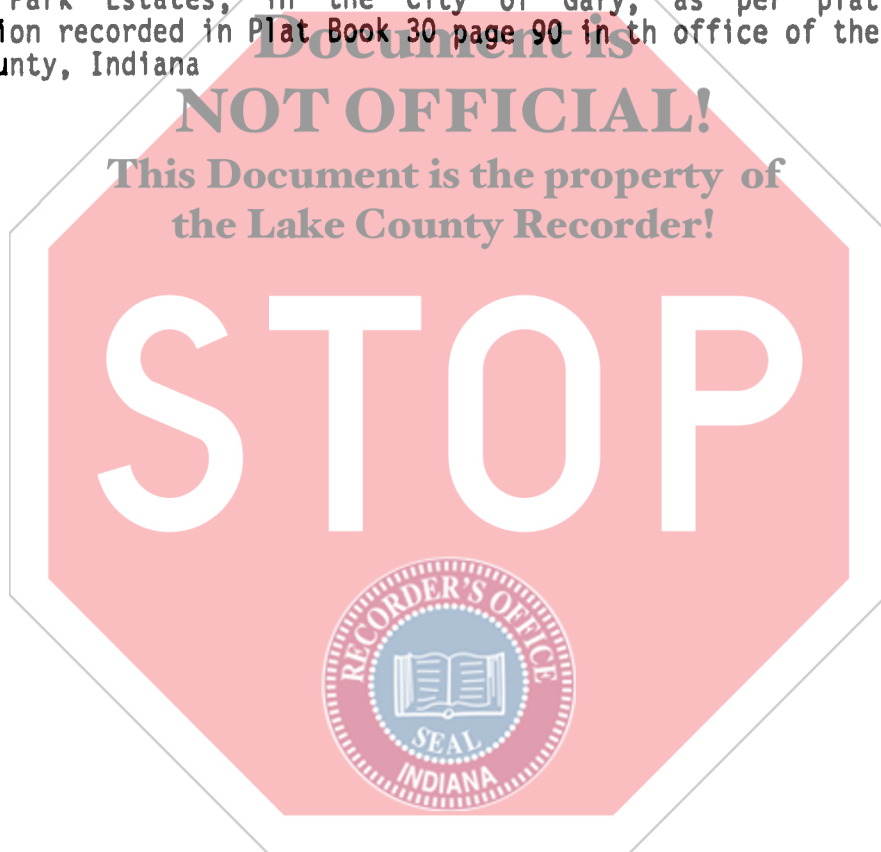 Park Estates, in the City of Gary, as per plat
ion recorded in Plat Book 30 page 90 in th office of the
unty, Indiana
Document is
NOT OFFICIAL!
This Document is the property of
the Lake County Recorder!
STOP
RECORDER'S OFFICE
SEAL
INDIANA